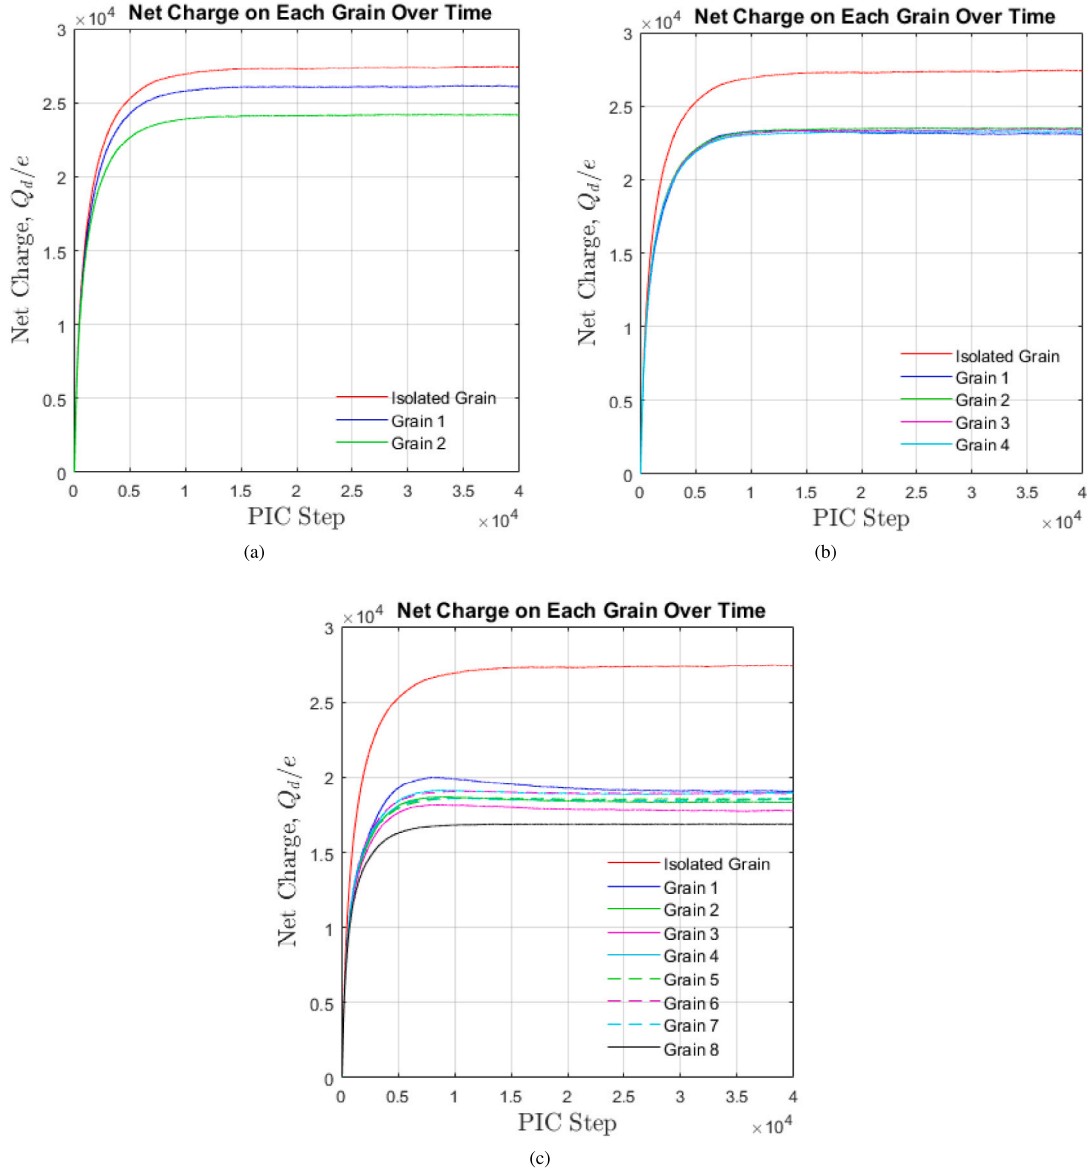 Net Charge on Each Grain Over Time
×10⁴
3
2.5
2
1.5
1
0.5
0
Net Charge, Q_d/e
Isolated Grain
Grain 1
Grain 2
0 0.5 1 1.5 2 2.5 3 3.5 4
PIC Step
×10⁴
(a)
Net Charge on Each Grain Over Time
×10⁴
3
2.5
2
1.5
1
0.5
0
Net Charge, Q_d/e
Isolated Grain
Grain 1
Grain 2
Grain 3
Grain 4
0 0.5 1 1.5 2 2.5 3 3.5 4
PIC Step
×10⁴
(b)
Net Charge on Each Grain Over Time
×10⁴
3
2.5
2
1.5
1
0.5
0
Net Charge, Q_d/e
Isolated Grain
Grain 1
Grain 2
Grain 3
Grain 4
Grain 5
Grain 6
Grain 7
Grain 8
0 0.5 1 1.5 2 2.5 3 3.5 4
PIC Step
×10⁴
(c)